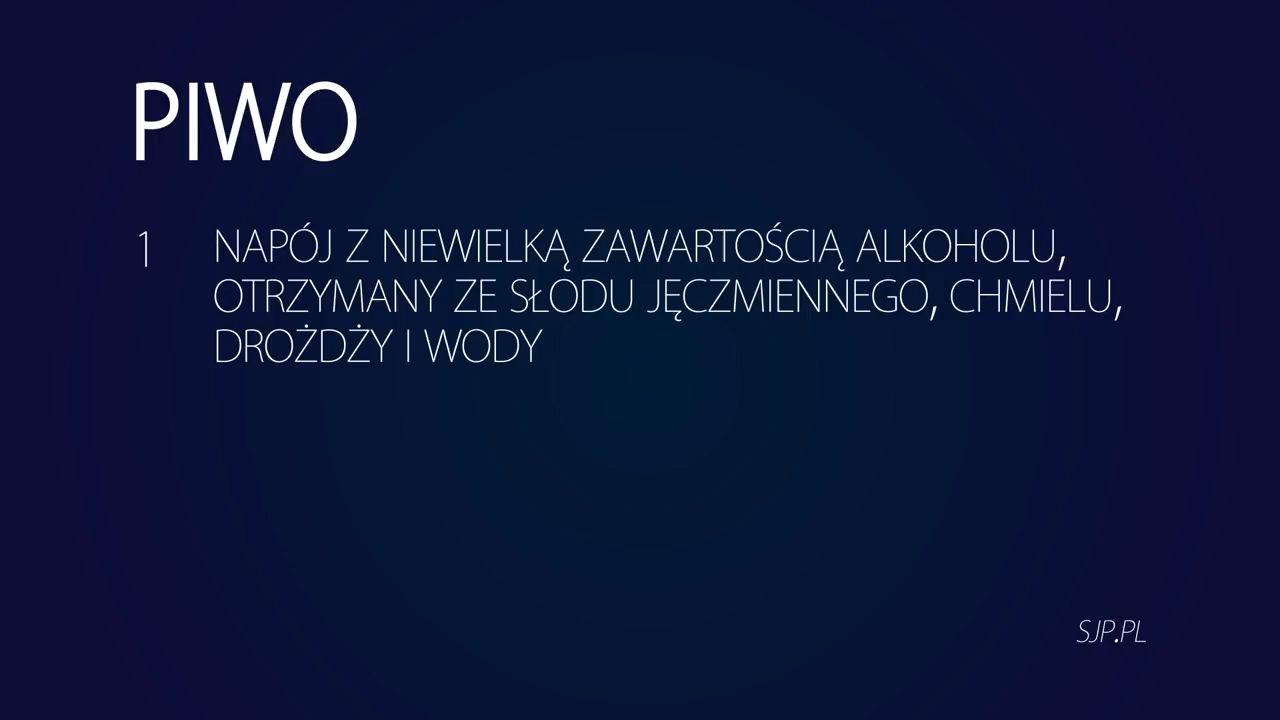 PIWO
1 NAPÓJ Z NIEWIELKĄ ZAWARTOŚCIĄ ALKOHOLU,
OTRZYMANY ZE SŁODU JĘCZMIENNEGO, CHMIELU,
DROŻDŻY I WODY
SJP.PL